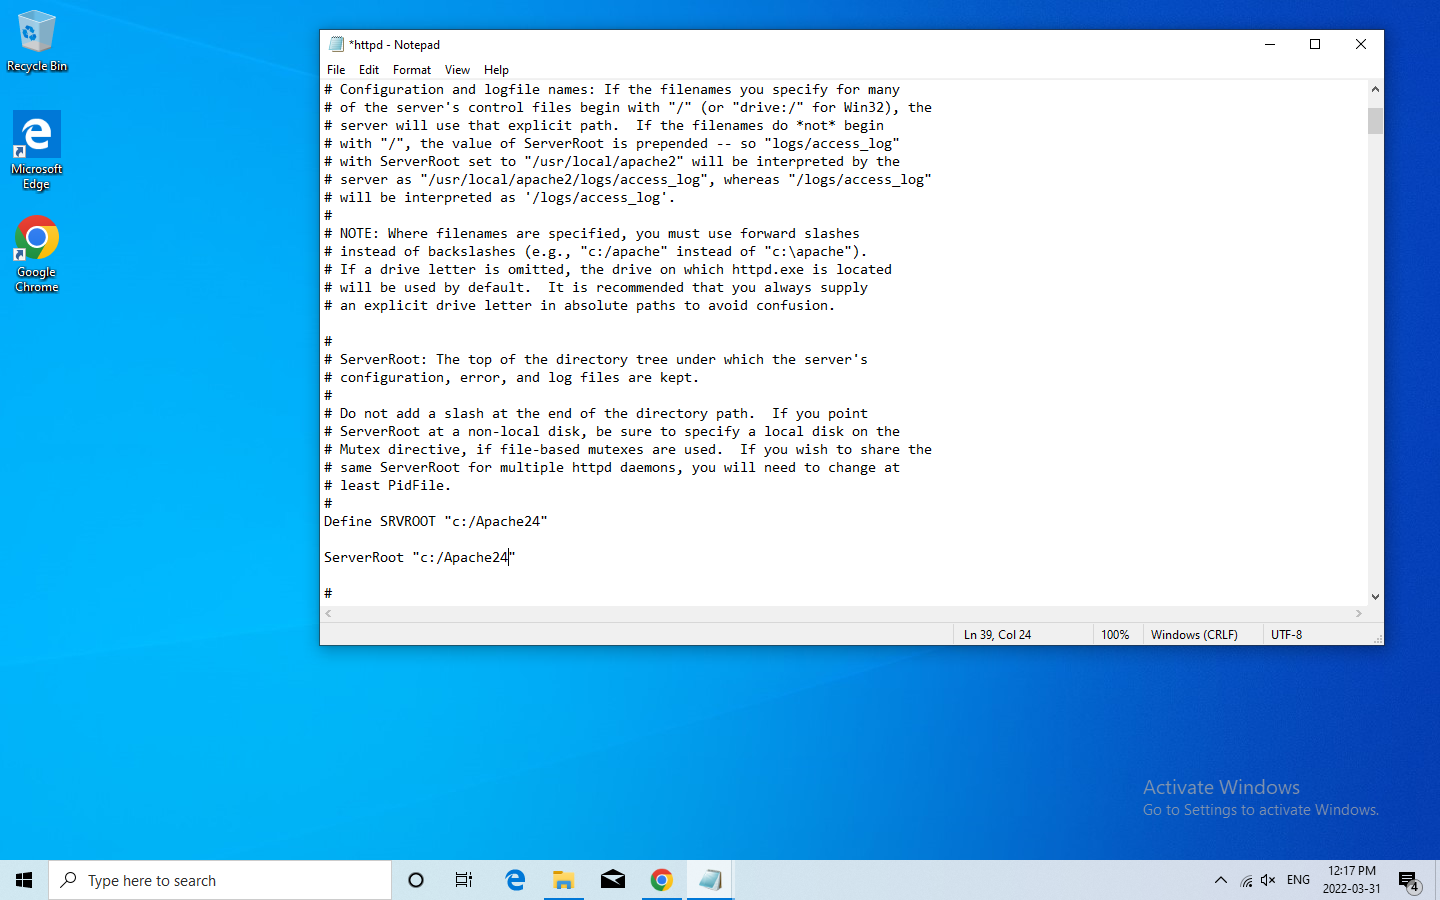 Recycle Bin
Microsoft
Edge
Google
Chrome
*httpd - Notepad
File Edit Format View Help
# Configuration and logfile names: If the filenames you specify for many
# of the server's control files begin with "/" (or "drive:/" for Win32), the
# server will use that explicit path.  If the filenames do *not* begin
# with "/", the value of ServerRoot is prepended -- so "logs/access_log"
# with ServerRoot set to "/usr/local/apache2" will be interpreted by the
# server as "/usr/local/apache2/logs/access_log", whereas "/logs/access_log"
# will be interpreted as '/logs/access_log'.
#
# NOTE: Where filenames are specified, you must use forward slashes
# instead of backslashes (e.g., "c:/apache" instead of "c:\apache").
# If a drive letter is omitted, the drive on which httpd.exe is located
# will be used by default.  It is recommended that you always supply
# an explicit drive letter in absolute paths to avoid confusion.
#
# ServerRoot: The top of the directory tree under which the server's
# configuration, error, and log files are kept.
#
# Do not add a slash at the end of the directory path.  If you point
# ServerRoot at a non-local disk, be sure to specify a local disk on the
# Mutex directive, if file-based mutexes are used.  If you wish to share the
# same ServerRoot for multiple httpd daemons, you will need to change at
# least PidFile.
#
Define SRVROOT "c:/Apache24"
ServerRoot "c:/Apache24"
#
Ln 39, Col 24 100% Windows (CRLF) UTF-8
Activate Windows
Go to Settings to activate Windows.
Type here to search
ENG
12:17 PM
2022-03-31
4